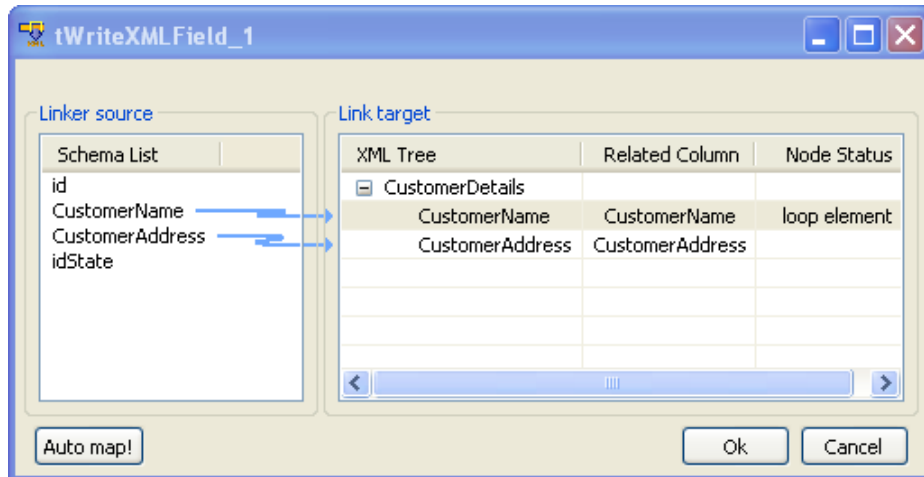 tWriteXMLField_1
Linker source
Link target
Schema List
XML Tree Related Column Node Status
id
CustomerDetails
CustomerName
CustomerName CustomerName loop element
CustomerAddress
CustomerAddress CustomerAddress
idState
Auto map!
Ok
Cancel